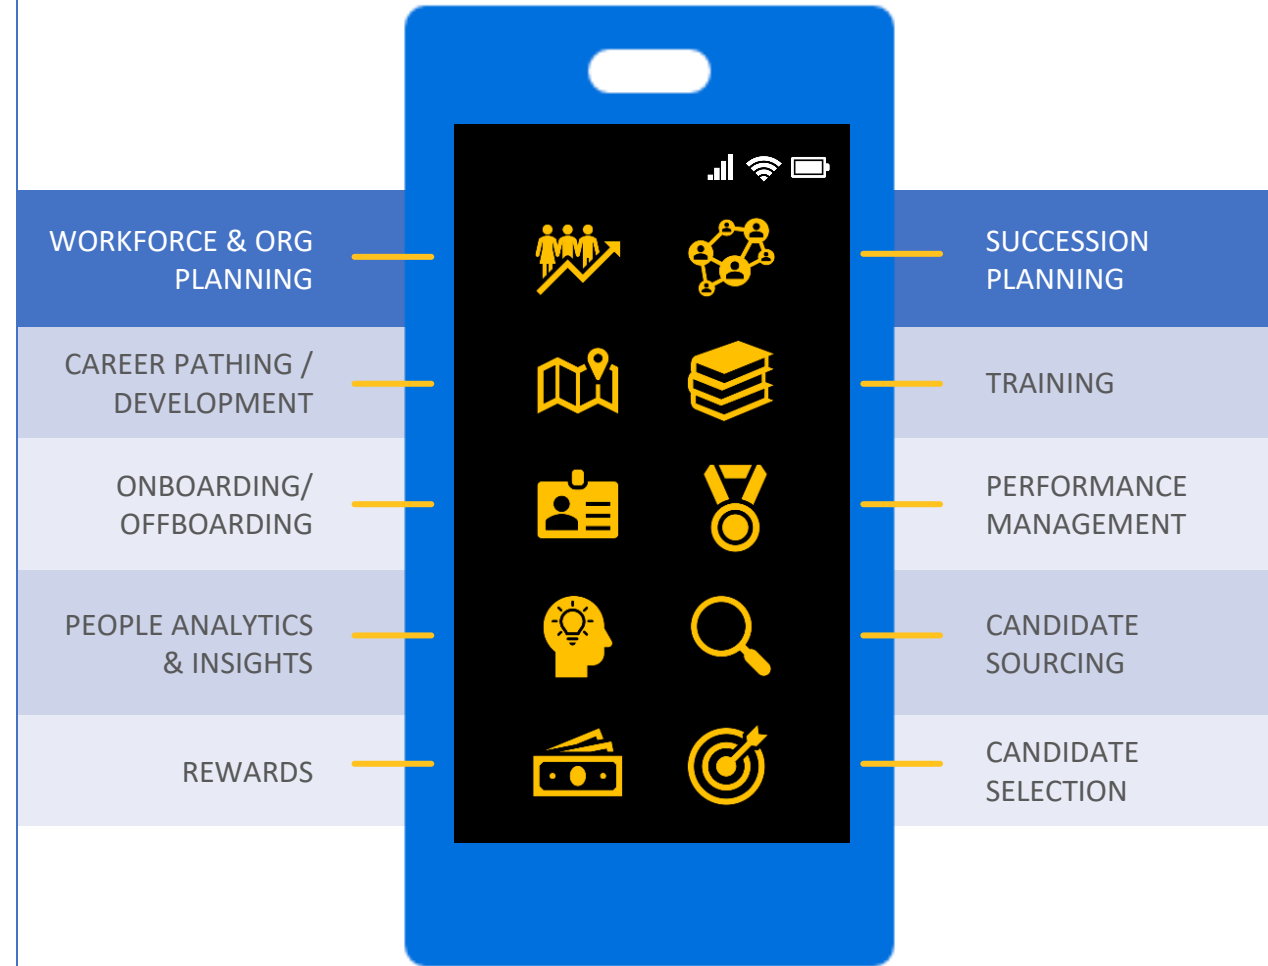 WORKFORCE & ORG
PLANNING
SUCCESSION
PLANNING
CAREER PATHING /
DEVELOPMENT
TRAINING
ONBOARDING/
OFFBOARDING
PERFORMANCE
MANAGEMENT
PEOPLE ANALYTICS
& INSIGHTS
CANDIDATE
SOURCING
REWARDS
CANDIDATE
SELECTION